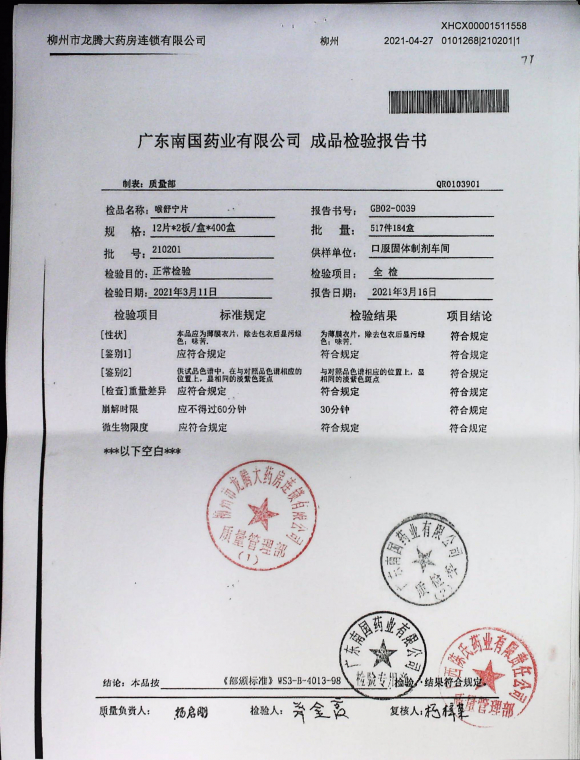 XHCX00001511558
柳州市龙腾大药房连锁有限公司 柳州 2021-04-27 0101268|210201|1
71
广东南国药业有限公司 成品检验报告书
制表: 质量部 QR0103901
检品名称: 喉舒宁片 报告书号: GB02-0039
规 格: 12片*2板/盒*400盒 批 量: 517件184盒
批 号: 210201 供样单位: 口服固体制剂车间
检验目的: 正常检验 检验项目: 全 检
检验日期: 2021年3月11日 报告日期: 2021年3月16日
检验项目 标准规定 检验结果 项目结论
[性状] 本品应为薄膜衣片，除去包衣后显污绿色；味苦. 为薄膜衣片，除去包衣后显污绿色；味苦. 符合规定
[鉴别1] 应符合规定 符合规定 符合规定
[鉴别2] 供试品色谱中，在与对照品色谱相应的位置上，显相同的淡紫色斑点 与对照品色谱相应的位置上，显相同的淡紫色斑点 符合规定
[检查]重量差异 应符合规定 符合规定 符合规定
崩解时限 应不得过60分钟 30分钟 符合规定
微生物限度 应符合规定 符合规定 符合规定
***以下空白***
柳州市龙腾大药房连锁有限公司
质量管理部
(1)
广东南国药业有限公司
质检科
(2)
广东南国药业有限公司
检验专用章
药业有限责任公司
质量管理部
结论: 本品按 《部颁标准》WS3-B-4013-98 检验,结果符合规定
质量负责人: 杨启刚 检验人: 复核人: